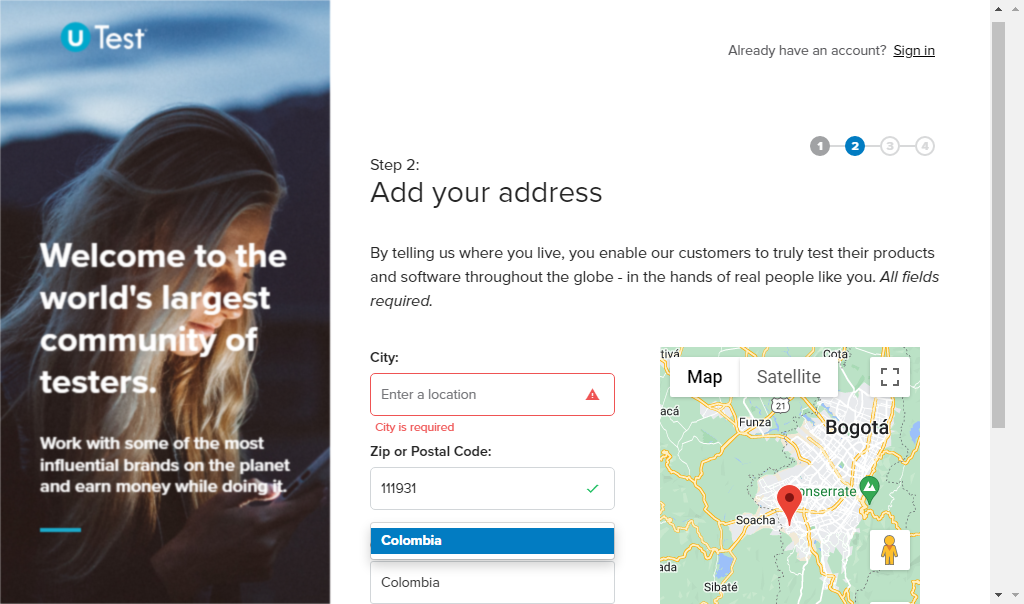 U Test
Already have an account? Sign in
1 2 3 4
Step 2:
Add your address
Welcome to the
world's largest
community of
testers.
Work with some of the most
influential brands on the planet
and earn money while doing it.
By telling us where you live, you enable our customers to truly test their products
and software throughout the globe - in the hands of real people like you. All fields
required.
City:
Enter a location
City is required
Zip or Postal Code:
111931
Colombia
Colombia
Map Satellite
Cota
21
Funza
Bogotá
Soacha
Sibaté